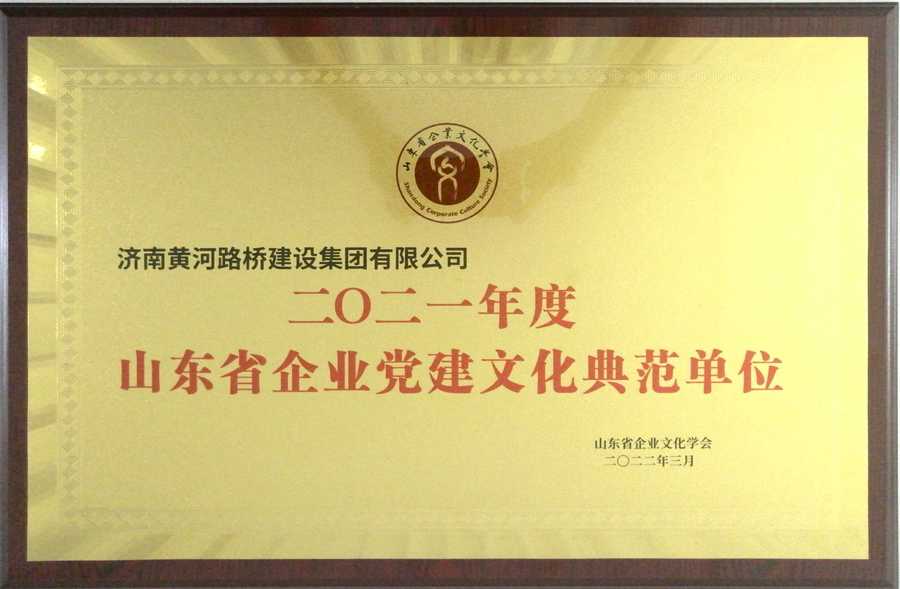 山东省企業文化学會
Shandong Corporate Culture Society
济南黄河路桥建设集团有限公司
二〇二一年度
山东省企业党建文化典范单位
山东省企业文化学会
二〇二二年三月